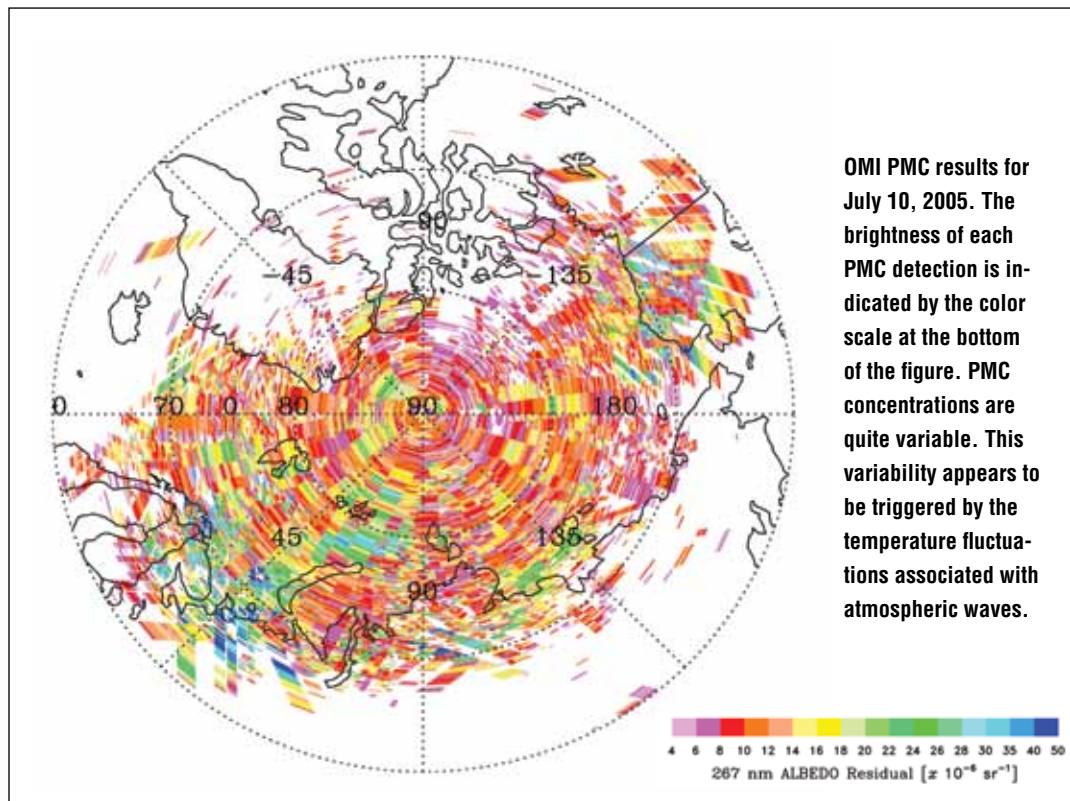 -90
-45
-135
0
70
0
80
90
180
45
135
90
OMI PMC results for
July 10, 2005. The
brightness of each
PMC detection is in-
dicated by the color
scale at the bottom
of the figure. PMC
concentrations are
quite variable. This
variability appears to
be triggered by the
temperature fluctua-
tions associated with
atmospheric waves.
4 6 8 10 12 14 16 18 20 22 24 26 28 30 35 40 50
267 nm ALBEDO Residual [x 10⁻⁶ sr⁻¹]